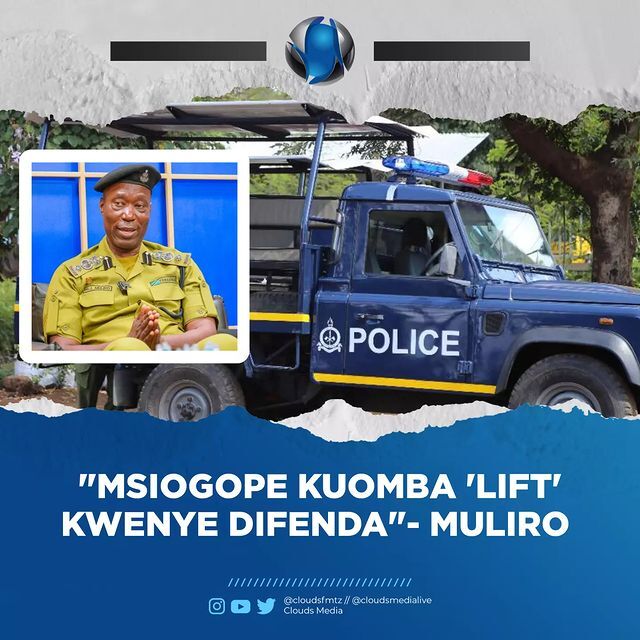 POLICE
"MSIOGOPE KUOMBA 'LIFT'
KWENYE DIFENDA"- MULIRO
@cloudsfmtz // @cloudsmedialive
Clouds Media